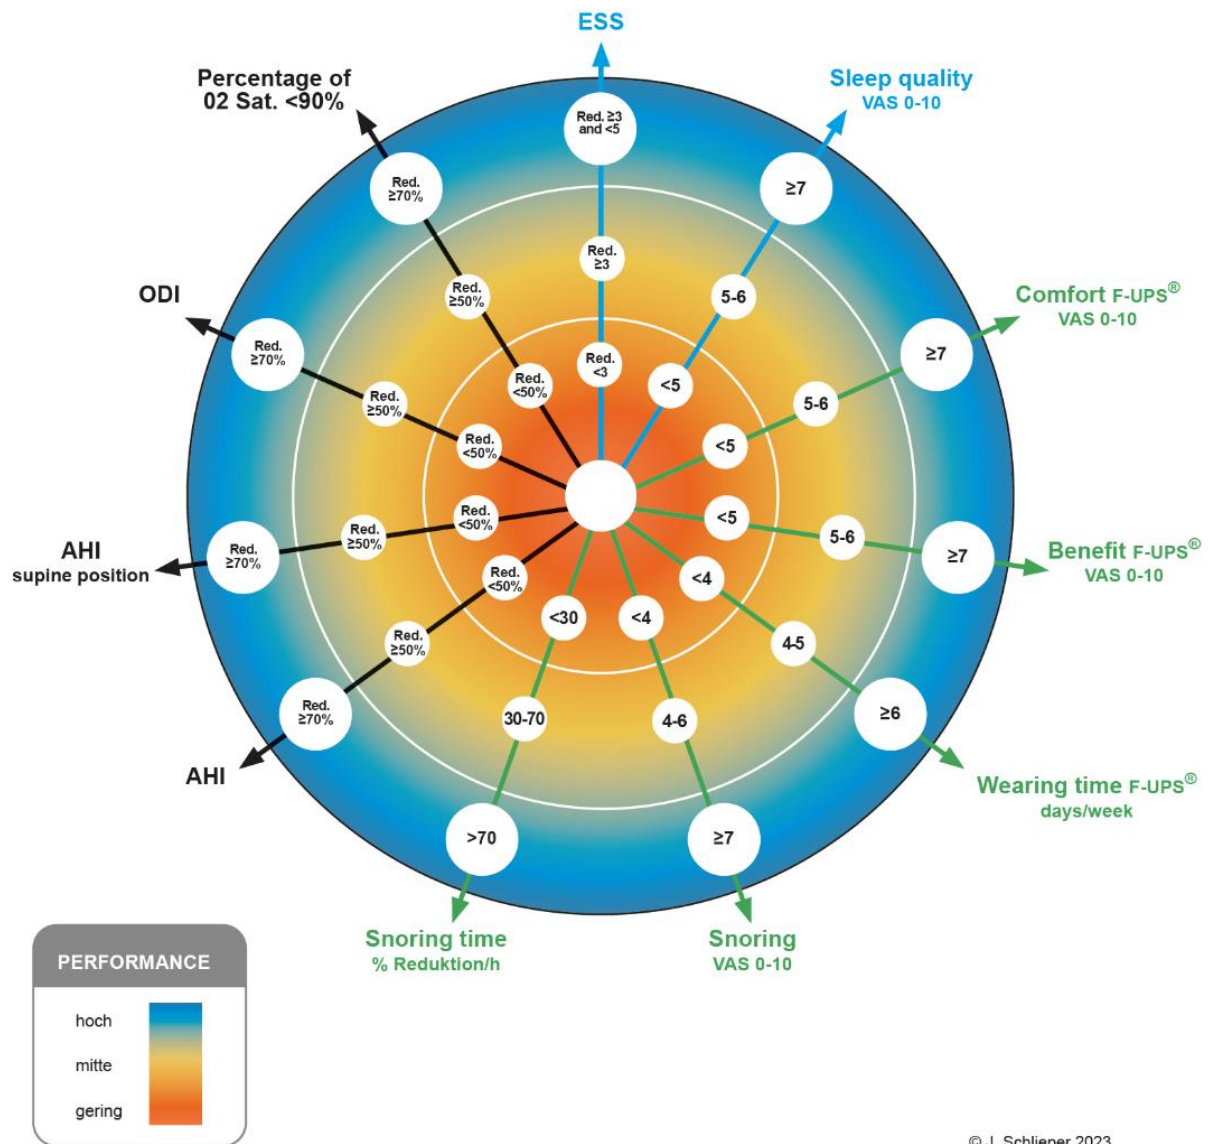 ESS
Sleep quality
VAS 0-10
Percentage of
02 Sat. <90%
Red. ≥3
and <5
Red.
≥70%
≥7
Red.
≥3
Red.
≥50%
5-6
ODI
Comfort F-UPS®
VAS 0-10
Red.
≥70%
≥7
Red.
<3
Red.
<50%
<5
Red.
≥50%
5-6
Red.
<50%
<5
AHI
supine position
Benefit F-UPS®
VAS 0-10
Red.
≥70%
Red.
≥50%
Red.
<50%
<5
5-6
≥7
Red.
<50%
<4
Red.
≥50%
<30
<4
4-5
Red.
≥70%
30-70
4-6
≥6
AHI
Wearing time F-UPS®
days/week
>70
≥7
Snoring time
% Reduktion/h
Snoring
VAS 0-10
PERFORMANCE
hoch
mitte
gering
© J. Schlieper 2023